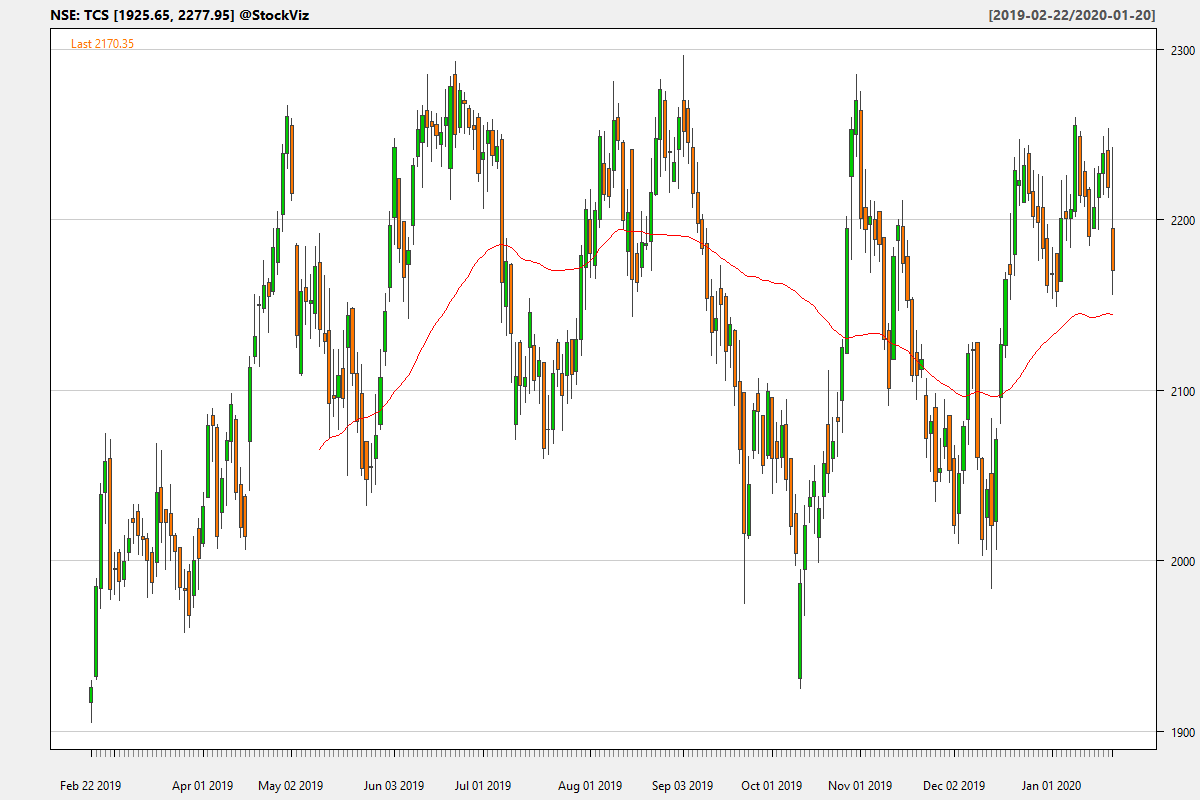 NSE: TCS [1925.65, 2277.95] @StockViz
[2019-02-22/2020-01-20]
Last 2170.35
2300
2200
2100
2000
1900
Feb 22 2019 Apr 01 2019 May 02 2019 Jun 03 2019 Jul 01 2019 Aug 01 2019 Sep 03 2019 Oct 01 2019 Nov 01 2019 Dec 02 2019 Jan 01 2020